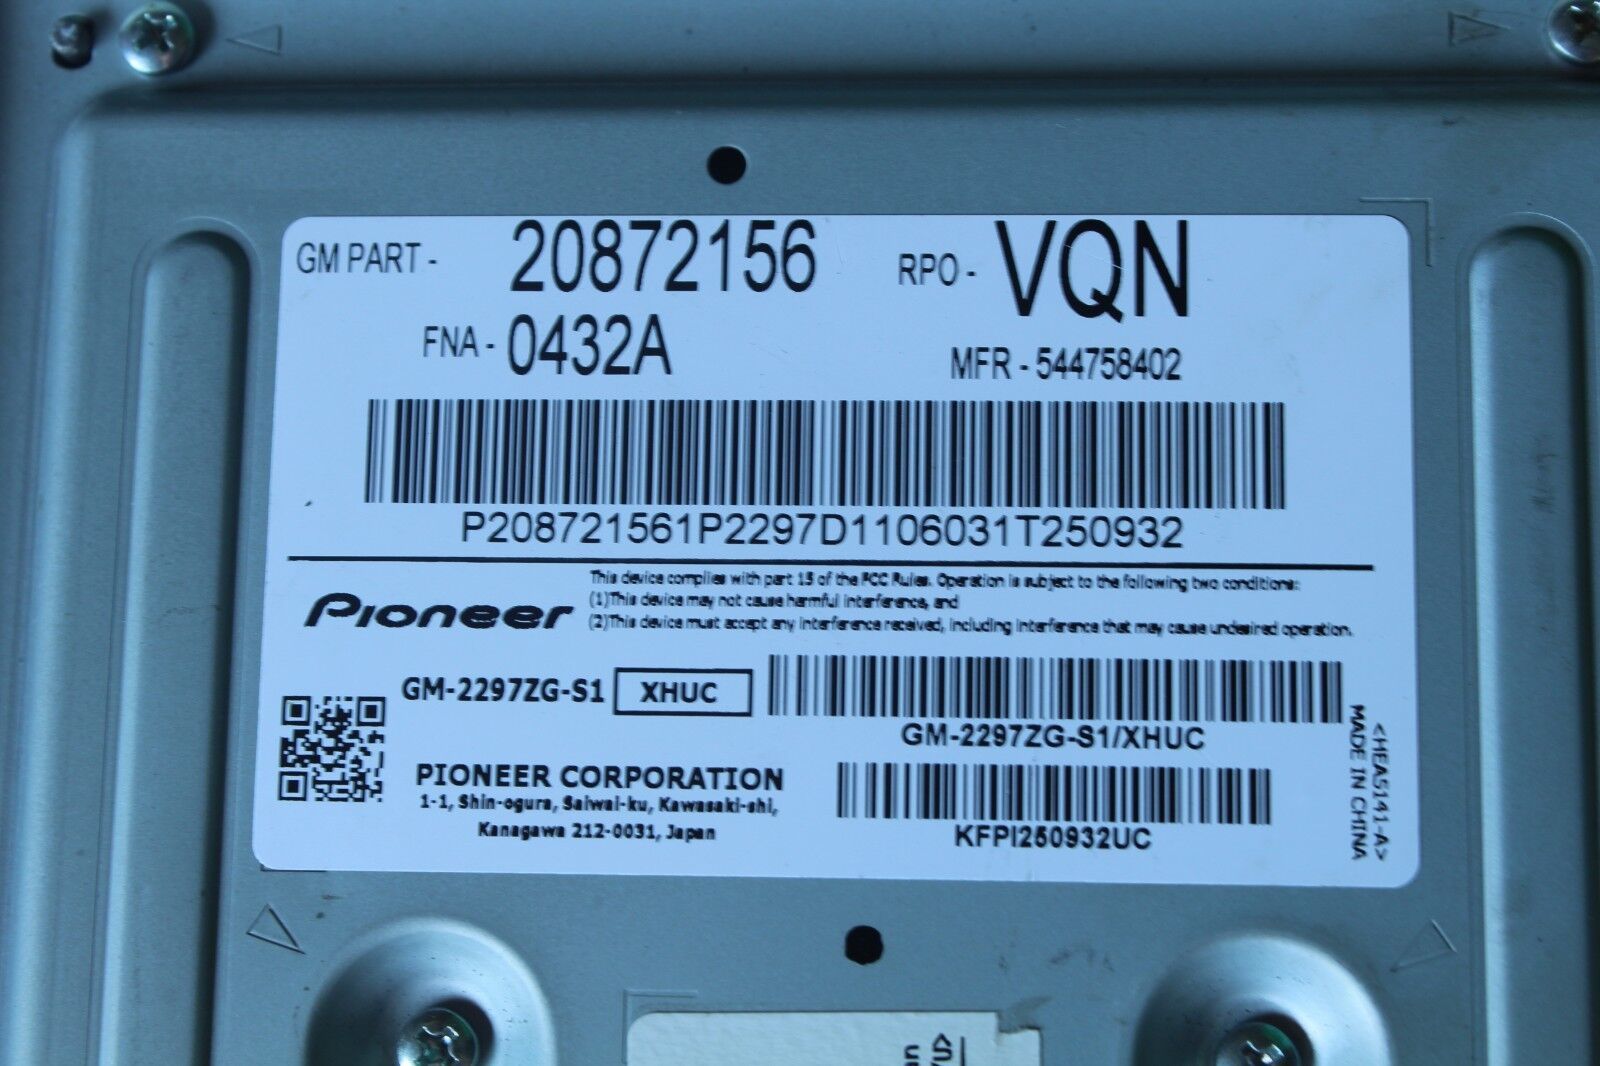 GM PART - 20872156 RPO - VQN
FNA - 0432A MFR - 544758402
P208721561P2297D1106031T250932
This device complies with part 15 of the FCC Rules. Operation is subject to the following two conditions:
(1)This device may not cause harmful interference, and
(2)This device must accept any interference received, including interference that may cause undesired operation.
Pioneer
GM-2297ZG-S1 XHUC
GM-2297ZG-S1/XHUC
PIONEER CORPORATION
1-1, Shin-ogura, Saiwai-ku, Kawasaki-shi,
Kanagawa 212-0031, Japan
KFPI250932UC
<HEA5141-A>
MADE IN CHINA